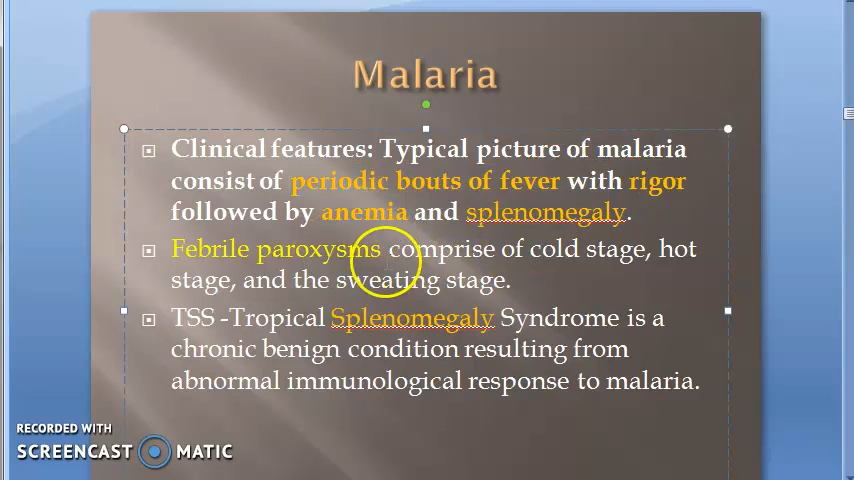 Malaria
Clinical features: Typical picture of malaria
consist of periodic bouts of fever with rigor
followed by anemia and splenomegaly.
Febrile paroxysms comprise of cold stage, hot
stage, and the sweating stage.
TSS -Tropical Splenomegaly Syndrome is a
chronic benign condition resulting from
abnormal immunological response to malaria.
RECORDED WITH
SCREENCAST MATIC